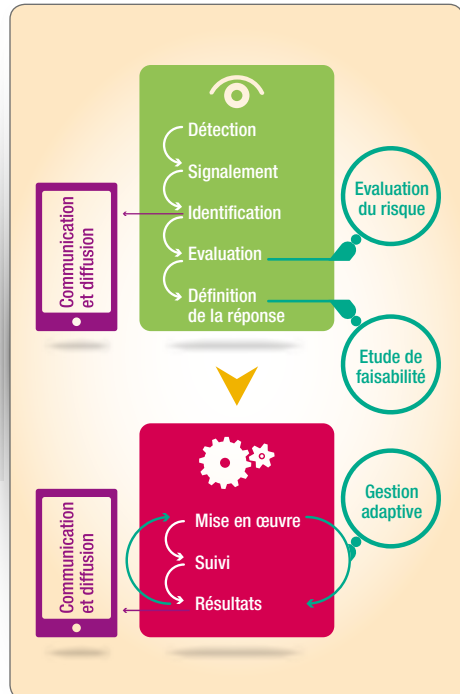 Détection
Signalement
Identification
Evaluation
Définition
de la réponse
Communication
et diffusion
Evaluation
du risque
Etude de
faisabilité
Mise en œuvre
Suivi
Résultats
Communication
et diffusion
Gestion
adaptive